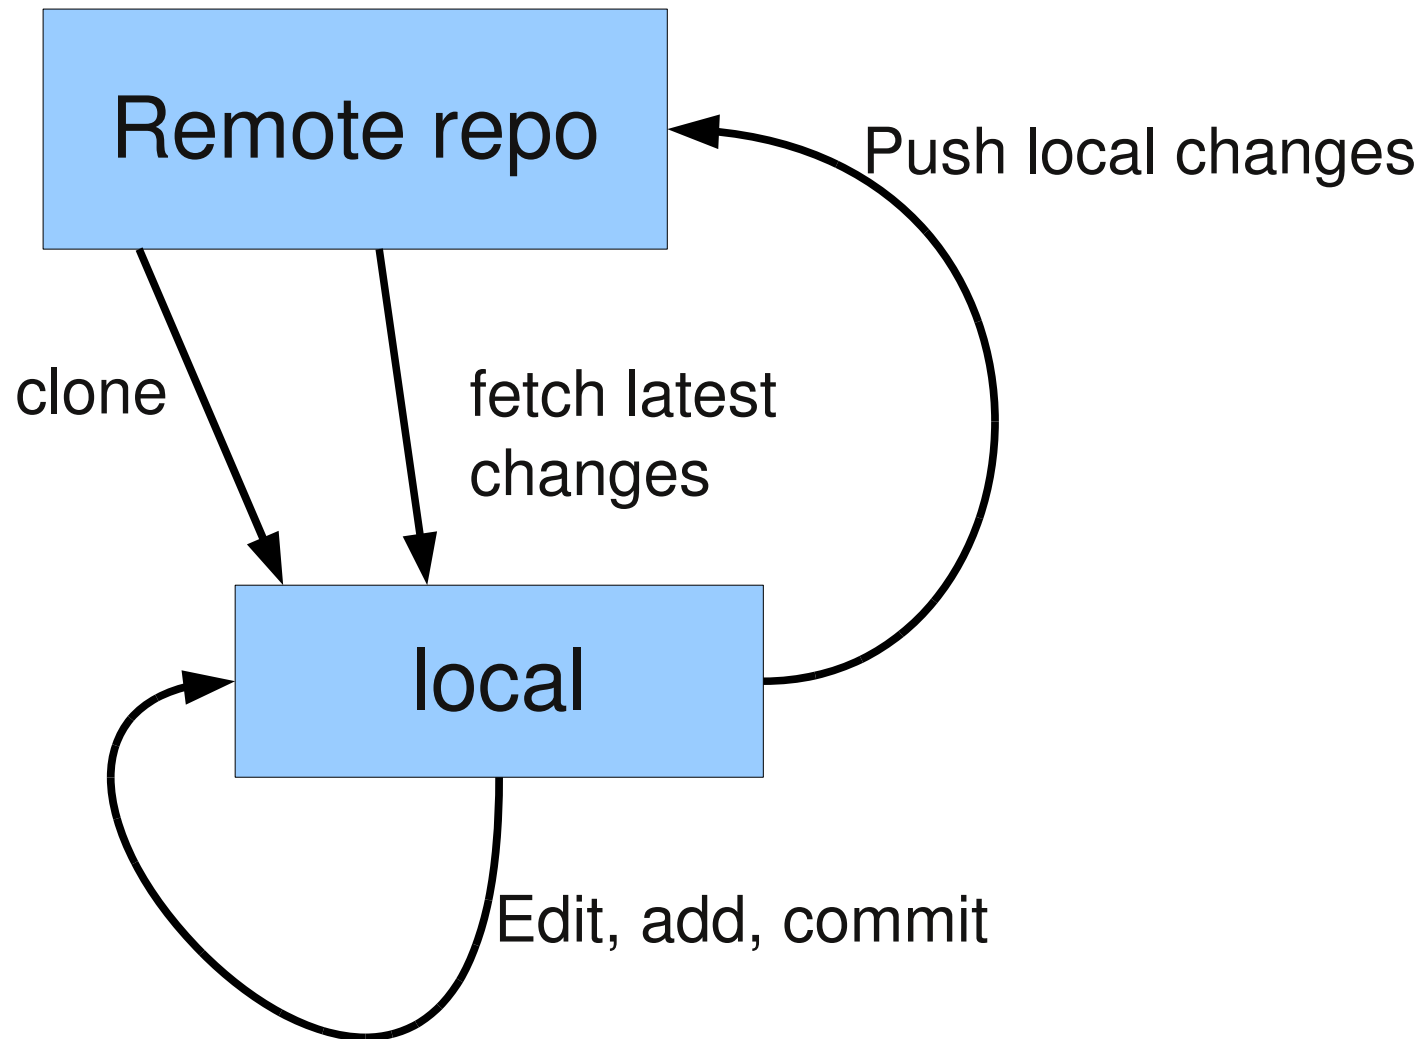 Remote repo
Push local changes
clone
fetch latest
changes
local
Edit, add, commit